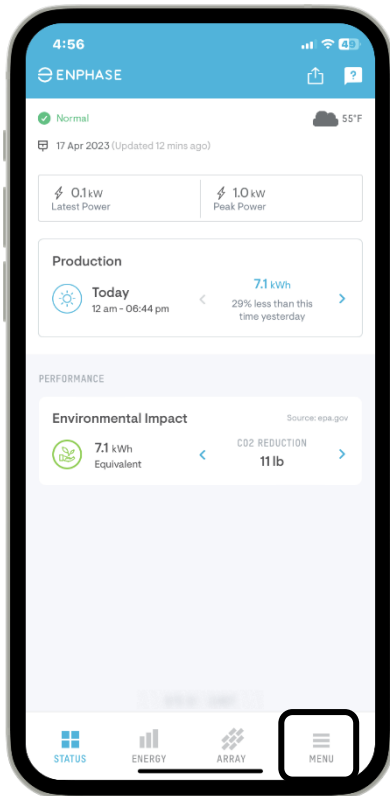 4:56
49
ENPHASE
?
Normal
55°F
17 Apr 2023 (Updated 12 mins ago)
0.1 kW
Latest Power
1.0 kW
Peak Power
Production
Today
12 am - 06:44 pm
7.1 kWh
29% less than this
time yesterday
PERFORMANCE
Environmental Impact
Source: epa.gov
7.1 kWh
Equivalent
CO2 REDUCTION
11 lb
STATUS
ENERGY
ARRAY
MENU